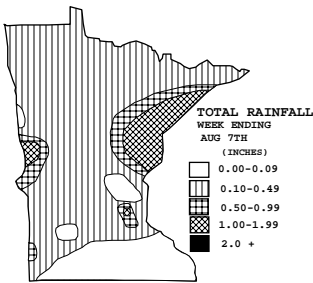 TOTAL RAINFALL
WEEK ENDING
AUG 7TH
(INCHES)
0.00-0.09
0.10-0.49
0.50-0.99
1.00-1.99
2.0 +